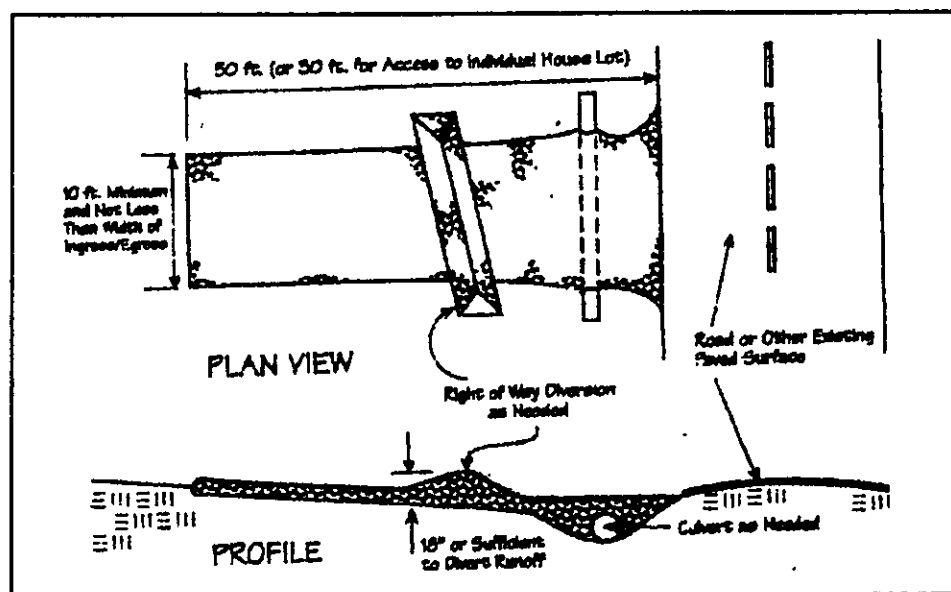 50 ft. (or 30 ft. for Access to Individual House Lot)
10 ft. Minimum
and Not Less
Than Width of
Ingress/Egress
PLAN VIEW
Right of Way Diversion
as Needed
Road or Other Existing
Paved Surface
Culvert as Needed
18" or Sufficient
to Divert Runoff
PROFILE